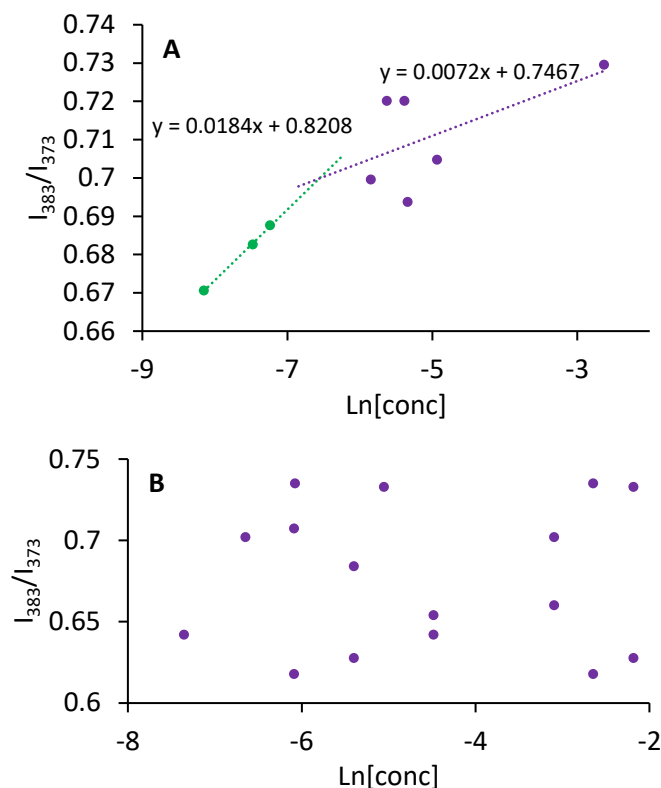 A
0.74
0.73
0.72
0.71
0.7
0.69
0.68
0.67
0.66
y = 0.0072x + 0.7467
y = 0.0184x + 0.8208
I₃₈₃/I₃₇₃
-9 -7 -5 -3
Ln[conc]
B
0.75
0.7
0.65
0.6
I₃₈₃/I₃₇₃
-8 -6 -4 -2
Ln[conc]